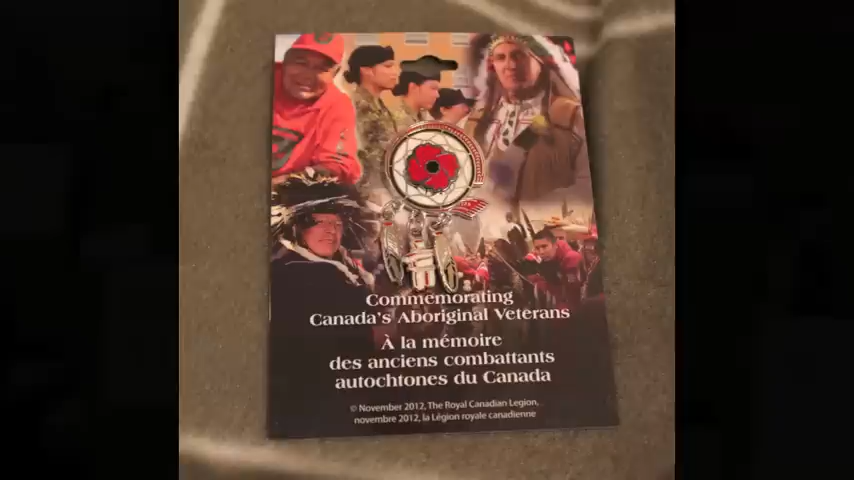 Commemorating
Canada's Aboriginal Veterans
À la mémoire
des anciens combattants
autochtones du Canada
© November 2012, The Royal Canadian Legion,
novembre 2012, la Légion royale canadienne